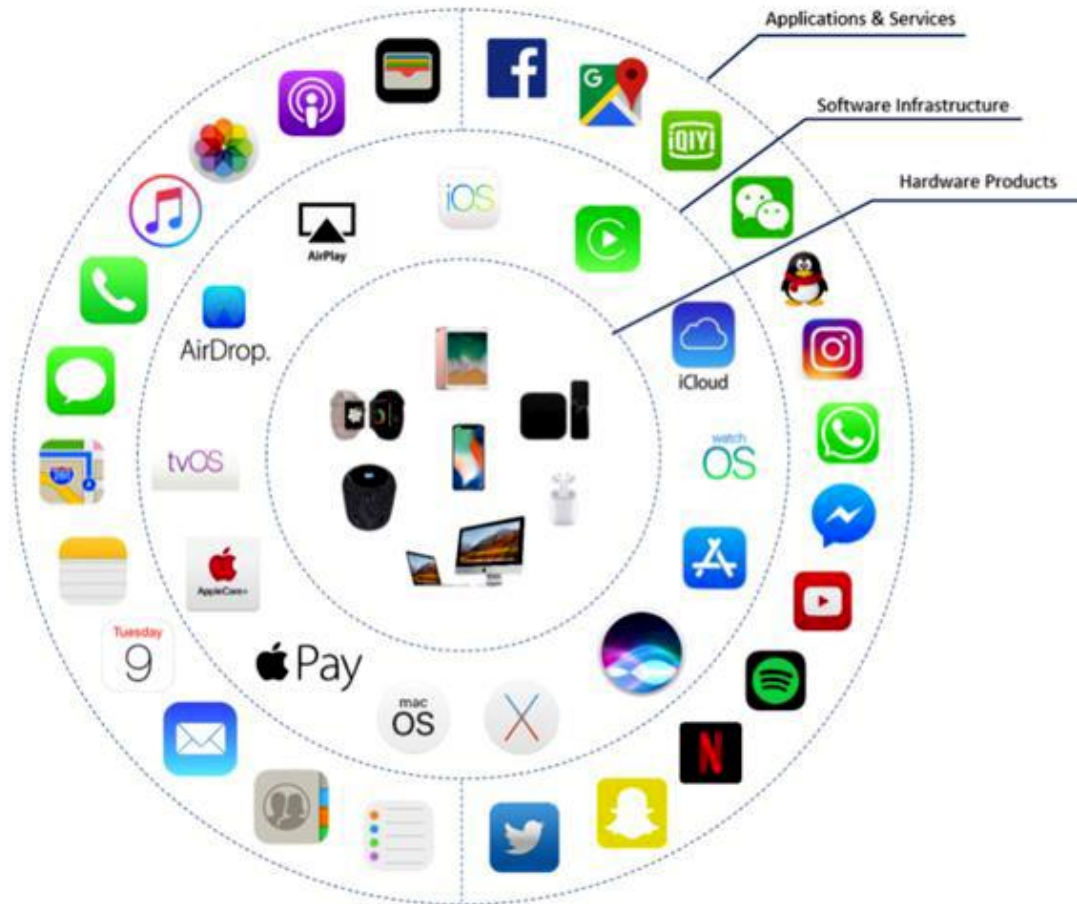 Applications & Services
Software Infrastructure
Hardware Products
G
iQIYI
iOS
AirPlay
AirDrop.
iCloud
tvOS
watch
OS
280
AppleCare+
Tuesday
9
Pay
mac
OS
X
N